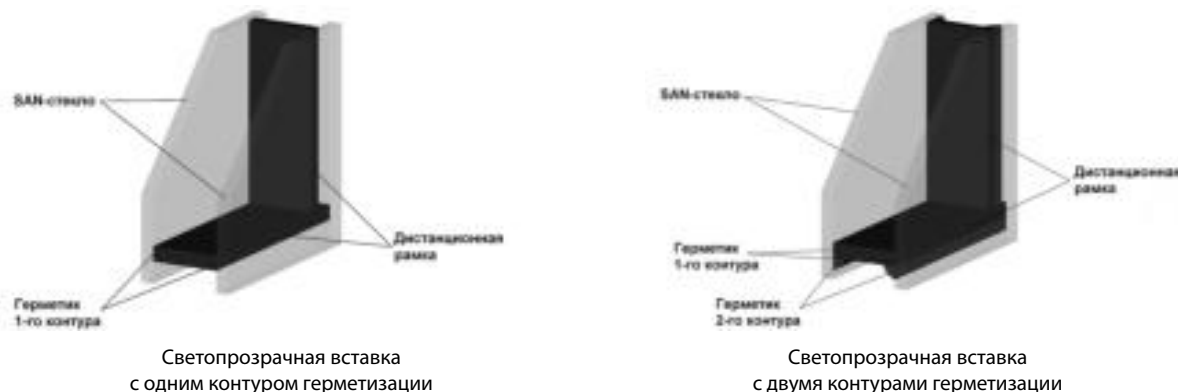 SAN-стекло
Дистанционная
рамка
Герметик
1-го контура
Светопрозрачная вставка
с одним контуром герметизации
SAN-стекло
Дистанционная
рамка
Герметик
1-го контура
Герметик
2-го контура
Светопрозрачная вставка
с двумя контурами герметизации